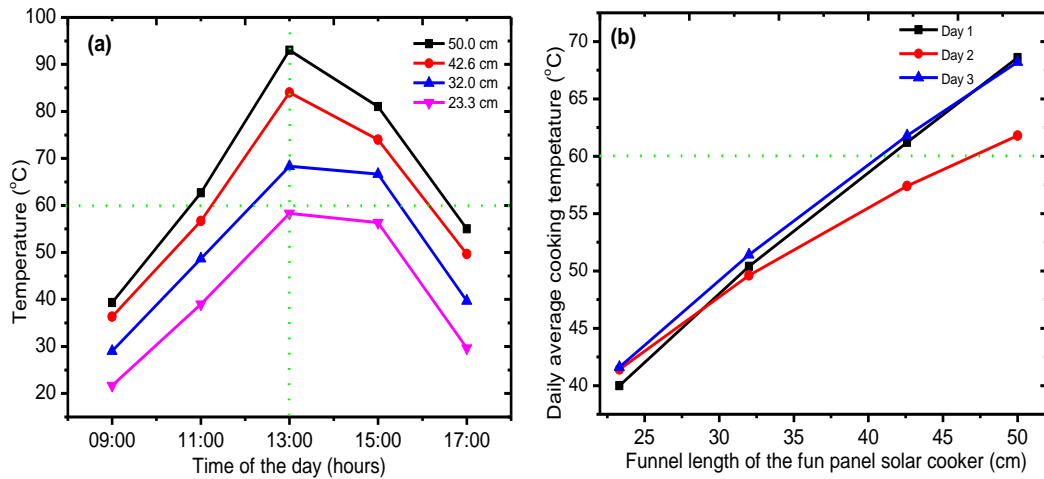 (a)
50.0 cm
42.6 cm
32.0 cm
23.3 cm
100
90
80
70
60
50
40
30
20
Temperature (°C)
09:00 11:00 13:00 15:00 17:00
Time of the day (hours)
(b)
Day 1
Day 2
Day 3
70
65
60
55
50
45
40
Daily average cooking tempetature (°C)
25 30 35 40 45 50
Funnel length of the fun panel solar cooker (cm)